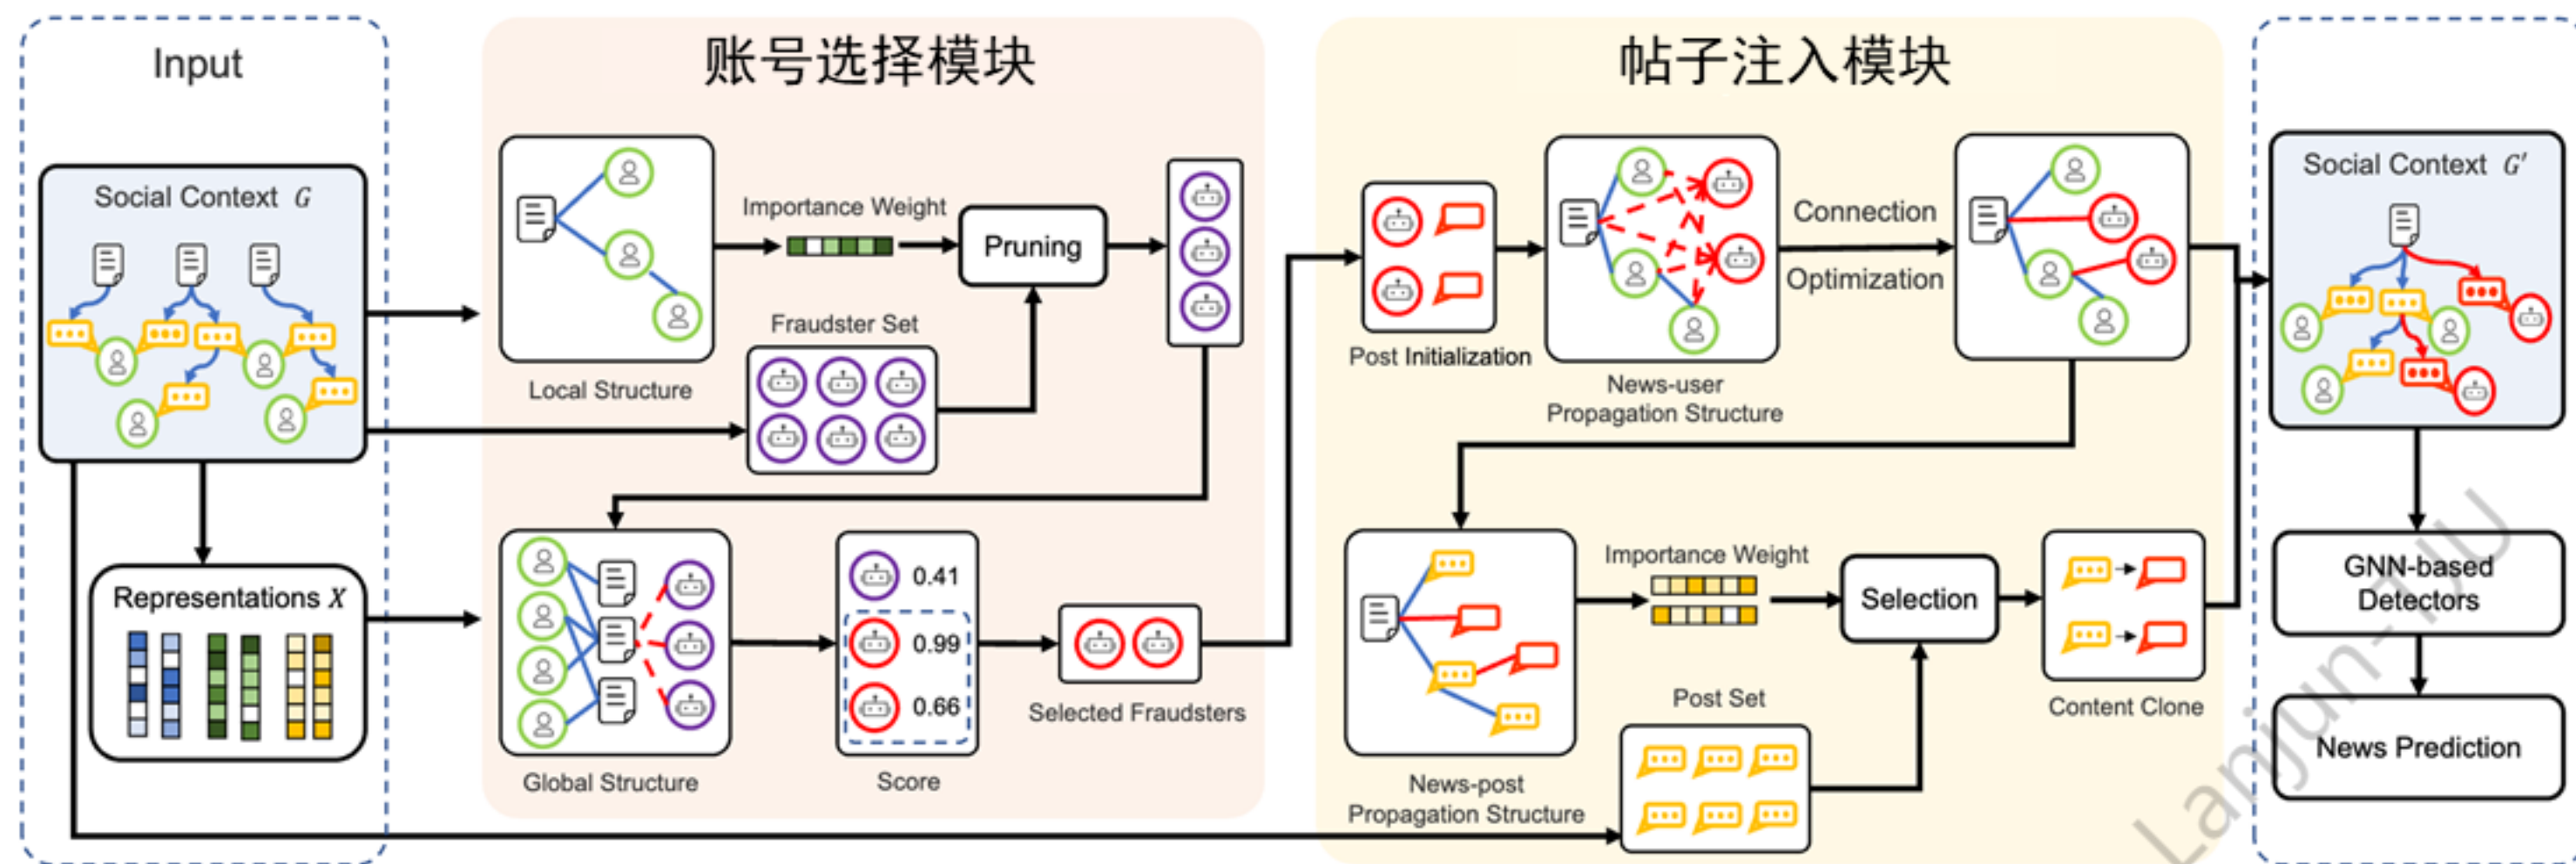 Input
Social Context G
Representations X
账号选择模块
Local Structure
Importance Weight
Pruning
Fraudster Set
Global Structure
0.41
0.99
0.66
Score
Selected Fraudsters
帖子注入模块
Post Initialization
News-user
Propagation Structure
Connection
Optimization
News-post
Propagation Structure
Importance Weight
Selection
Post Set
Content Clone
Social Context G′
GNN-based
Detectors
News Prediction
Lanjun-TJU